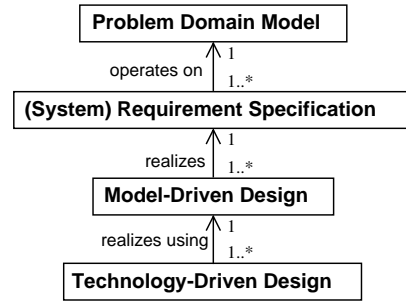 Problem Domain Model
1
operates on
1..*
(System) Requirement Specification
1
realizes
1..*
Model-Driven Design
1
realizes using
1..*
Technology-Driven Design